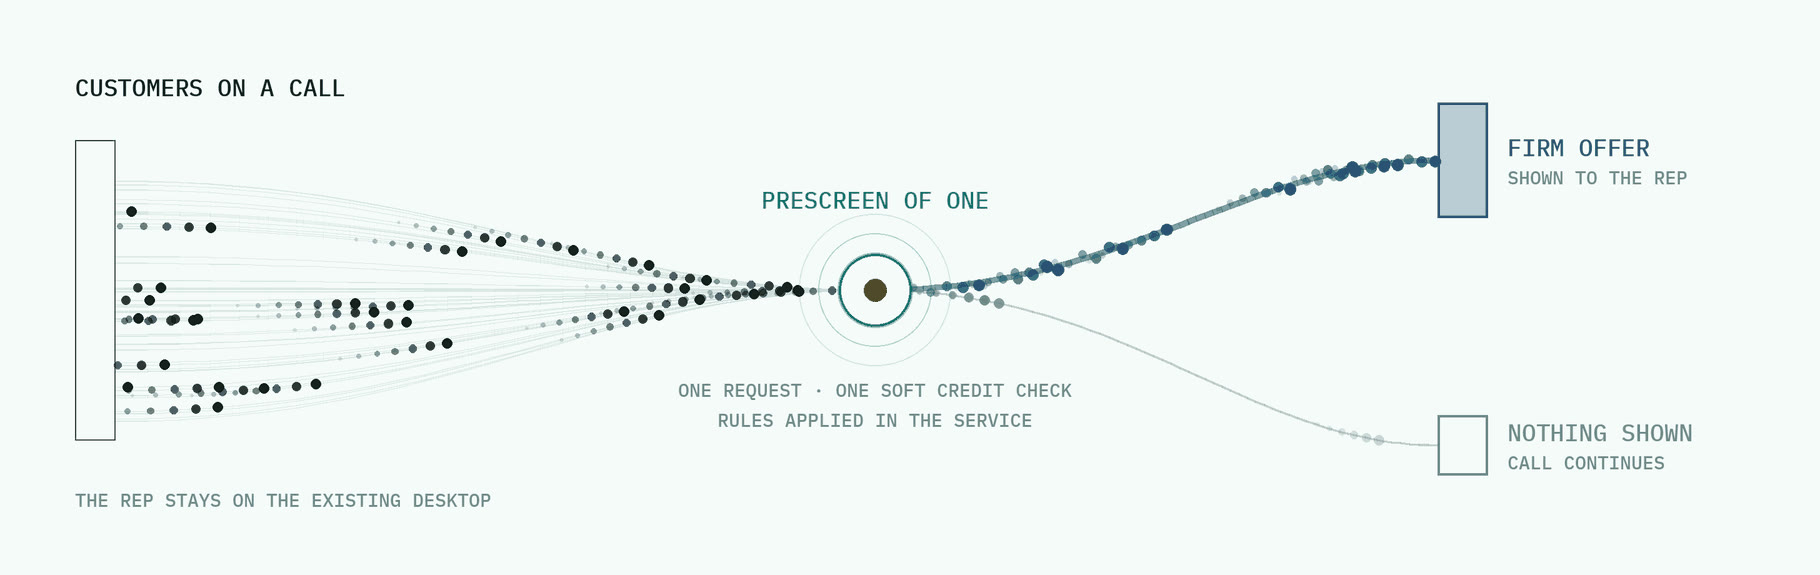 CUSTOMERS ON A CALL
PRESCREEN OF ONE
ONE REQUEST · ONE SOFT CREDIT CHECK
RULES APPLIED IN THE SERVICE
FIRM OFFER
SHOWN TO THE REP
NOTHING SHOWN
CALL CONTINUES
THE REP STAYS ON THE EXISTING DESKTOP